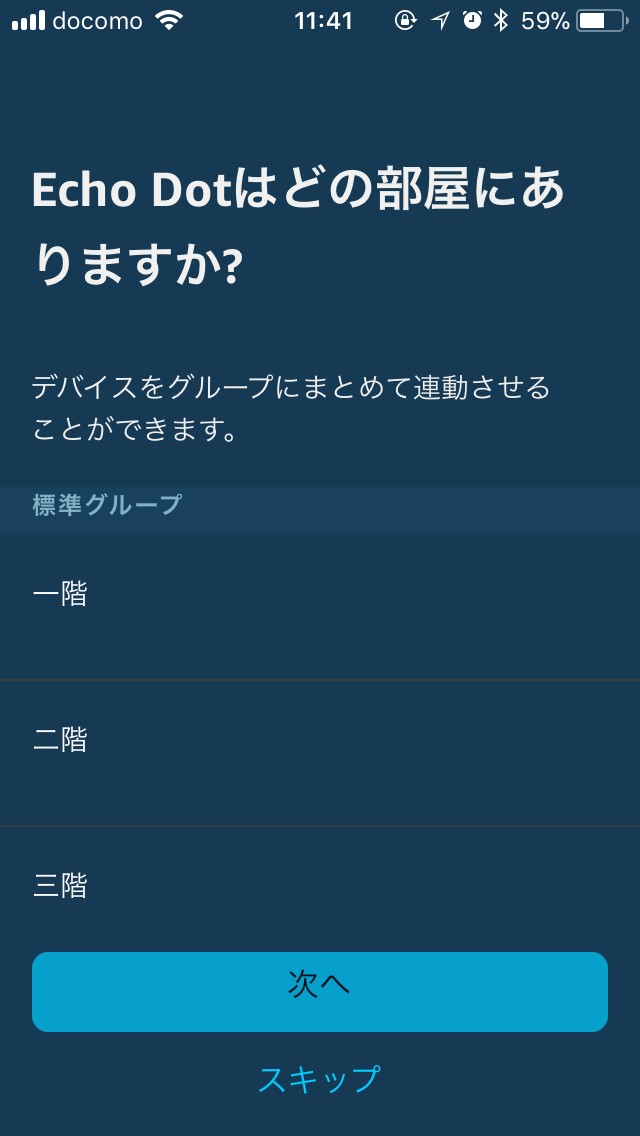 docomo 11:41 59%
Echo Dotはどの部屋にあ
りますか?
デバイスをグループにまとめて連動させる
ことができます。
標準グループ
一階
二階
三階
次へ
スキップ